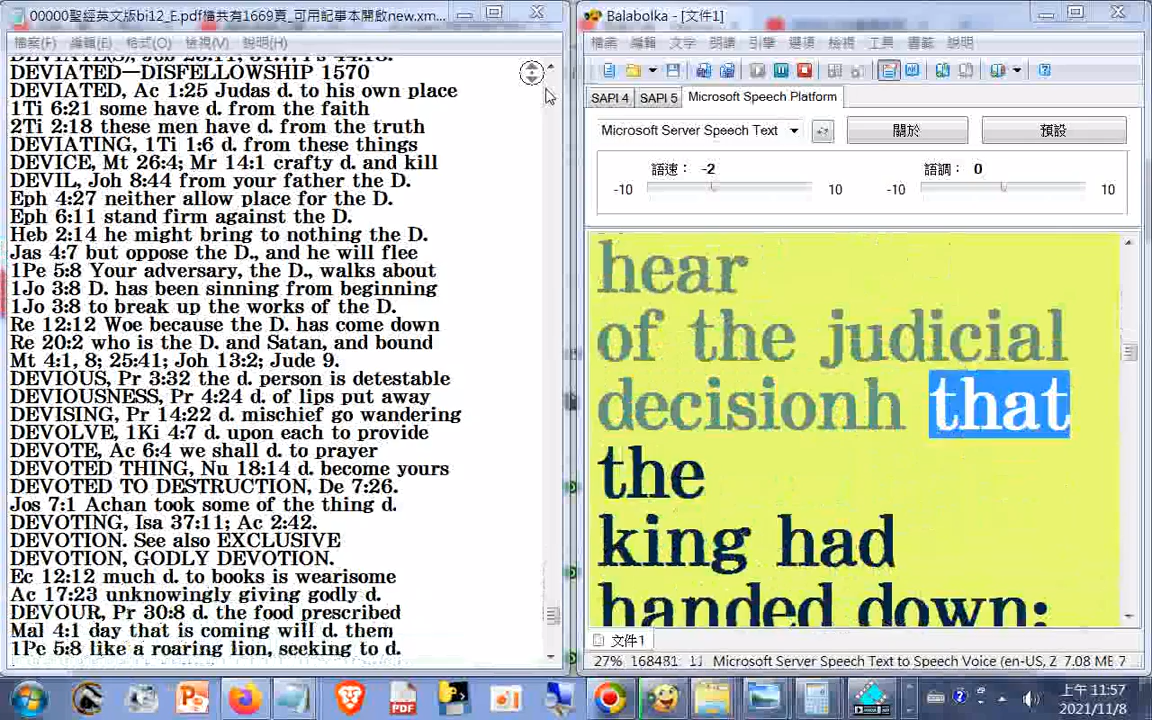 00000聖經英文版bi12_E.pdf檔共有1669頁_可用記事本開啟new.xm...
檔案(F) 編輯(E) 格式(O) 檢視(V) 說明(H)
DEVIATED—DISFELLOWSHIP 1570
DEVIATED, Ac 1:25 Judas d. to his own place
1Ti 6:21 some have d. from the faith
2Ti 2:18 these men have d. from the truth
DEVIATING, 1Ti 1:6 d. from these things
DEVICE, Mt 26:4; Mr 14:1 crafty d. and kill
DEVIL, Joh 8:44 from your father the D.
Eph 4:27 neither allow place for the D.
Eph 6:11 stand firm against the D.
Heb 2:14 he might bring to nothing the D.
Jas 4:7 but oppose the D., and he will flee
1Pe 5:8 Your adversary, the D., walks about
1Jo 3:8 D. has been sinning from beginning
1Jo 3:8 to break up the works of the D.
Re 12:12 Woe because the D. has come down
Re 20:2 who is the D. and Satan, and bound
Mt 4:1, 8; 25:41; Joh 13:2; Jude 9.
DEVIOUS, Pr 3:32 the d. person is detestable
DEVIOUSNESS, Pr 4:24 d. of lips put away
DEVISING, Pr 14:22 d. mischief go wandering
DEVOLVE, 1Ki 4:7 d. upon each to provide
DEVOTE, Ac 6:4 we shall d. to prayer
DEVOTED THING, Nu 18:14 d. become yours
DEVOTED TO DESTRUCTION, De 7:26.
Jos 7:1 Achan took some of the thing d.
DEVOTING, Isa 37:11; Ac 2:42.
DEVOTION. See also EXCLUSIVE
DEVOTION, GODLY DEVOTION.
Ec 12:12 much d. to books is wearisome
Ac 17:23 unknowingly giving godly d.
DEVOUR, Pr 30:8 d. the food prescribed
Mal 4:1 day that is coming will d. them
1Pe 5:8 like a roaring lion, seeking to d.
Balabolka - [文件1]
檔案 編輯 文字 朗讀 引擎 選項 檢視 工具 書籤 說明
SAPI 4 SAPI 5 Microsoft Speech Platform
Microsoft Server Speech Text 關於 預設
語速： -2 語調： 0
-10 10 -10 10
hear
of the judicial
decisionh that
the
king had
handed down;
文件1
27% 168481: 11 Microsoft Server Speech Text to Speech Voice (en-US, Z 7.08 ME 7
PDF
上午 11:57
2021/11/8